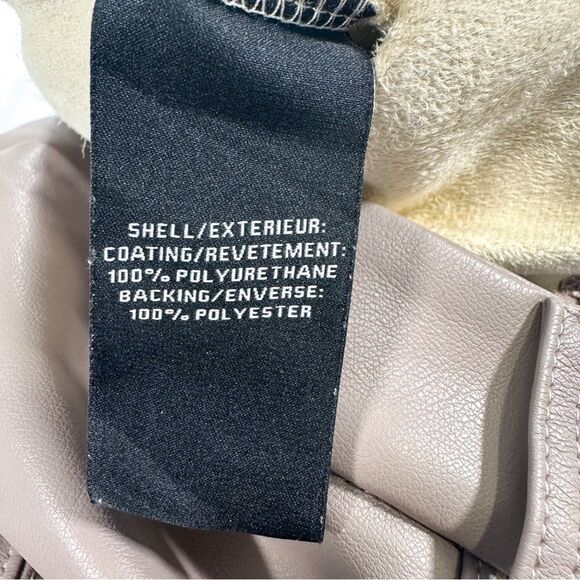 SHELL/EXTERIEUR:
COATING/REVETEMENT:
100% POLYURETHANE
BACKING/ENVERSE:
100% POLYESTER